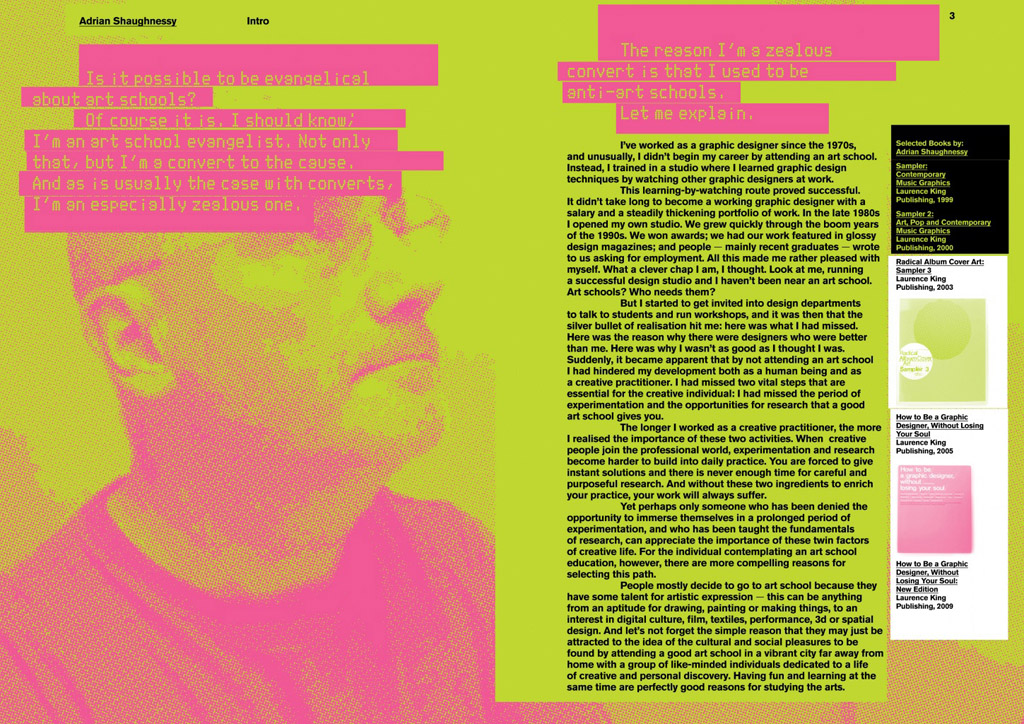 Adrian Shaughnessy
Intro
3
Is it possible to be evangelical
about art schools?
Of course it is. I should know;
I'm an art school evangelist. Not only
that, but I'm a convert to the cause.
And as is usually the case with converts,
I'm an especially zealous one.
The reason I'm a zealous
convert is that I used to be
anti-art schools.
Let me explain.
I've worked as a graphic designer since the 1970s,
and unusually, I didn't begin my career by attending an art school.
Instead, I trained in a studio where I learned graphic design
techniques by watching other graphic designers at work.
This learning-by-watching route proved successful.
It didn't take long to become a working graphic designer with a
salary and a steadily thickening portfolio of work. In the late 1980s
I opened my own studio. We grew quickly through the boom years
of the 1990s. We won awards; we had our work featured in glossy
design magazines; and people — mainly recent graduates — wrote
to us asking for employment. All this made me rather pleased with
myself. What a clever chap I am, I thought. Look at me, running
a successful design studio and I haven't been near an art school.
Art schools? Who needs them?
But I started to get invited into design departments
to talk to students and run workshops, and it was then that the
silver bullet of realisation hit me: here was what I had missed.
Here was the reason why there were designers who were better
than me. Here was why I wasn't as good as I thought I was.
Suddenly, it became apparent that by not attending an art school
I had hindered my development both as a human being and as
a creative practitioner. I had missed two vital steps that are
essential for the creative individual: I had missed the period of
experimentation and the opportunities for research that a good
art school gives you.
The longer I worked as a creative practitioner, the more
I realised the importance of these two activities. When creative
people join the professional world, experimentation and research
become harder to build into daily practice. You are forced to give
instant solutions and there is never enough time for careful and
purposeful research. And without these two ingredients to enrich
your practice, your work will always suffer.
Yet perhaps only someone who has been denied the
opportunity to immerse themselves in a prolonged period of
experimentation, and who has been taught the fundamentals
of research, can appreciate the importance of these twin factors
of creative life. For the individual contemplating an art school
education, however, there are more compelling reasons for
selecting this path.
People mostly decide to go to art school because they
have some talent for artistic expression — this can be anything
from an aptitude for drawing, painting or making things, to an
interest in digital culture, film, textiles, performance, 3d or spatial
design. And let's not forget the simple reason that they may just be
attracted to the idea of the cultural and social pleasures to be
found by attending a good art school in a vibrant city far away from
home with a group of like-minded individuals dedicated to a life
of creative and personal discovery. Having fun and learning at the
same time are perfectly good reasons for studying the arts.
Selected Books by:
Adrian Shaughnessy
Sampler:
Contemporary
Music Graphics
Laurence King
Publishing, 1999
Sampler 2:
Art, Pop and Contemporary
Music Graphics
Laurence King
Publishing, 2000
Radical Album Cover Art:
Sampler 3
Laurence King
Publishing, 2003
Radical
Album Cover
Art
Sampler 3
How to Be a Graphic
Designer, Without Losing
Your Soul
Laurence King
Publishing, 2005
How to be
a graphic designer,
without
losing your soul
How to Be a Graphic
Designer, Without
Losing Your Soul:
New Edition
Laurence King
Publishing, 2009